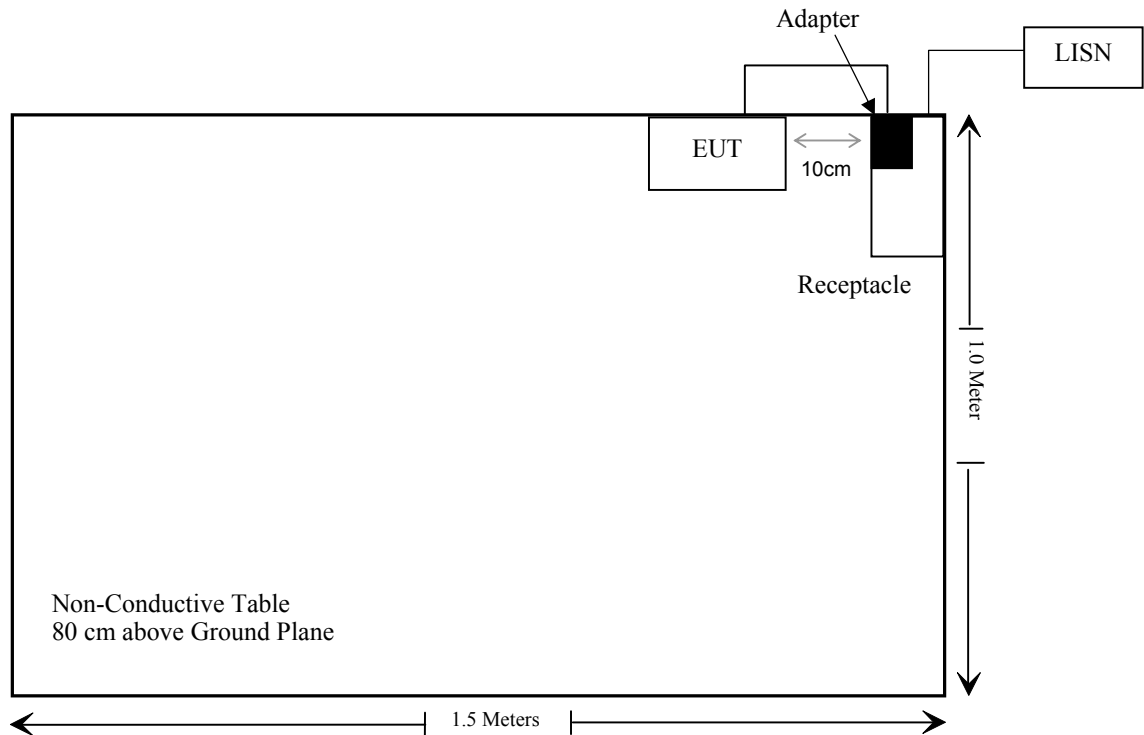 Adapter
LISN
EUT
10cm
Receptacle
1.0 Meter
Non-Conductive Table
80 cm above Ground Plane
1.5 Meters